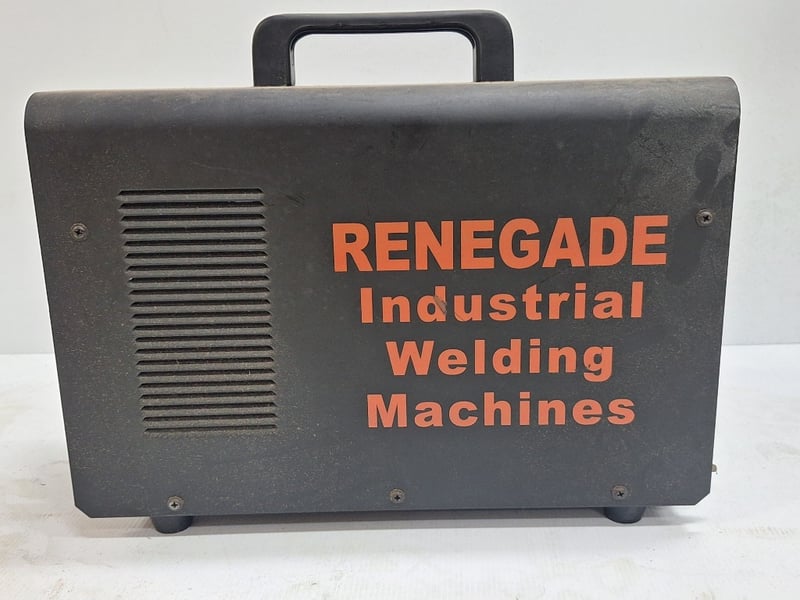 RENEGADE
Industrial
Welding
Machines